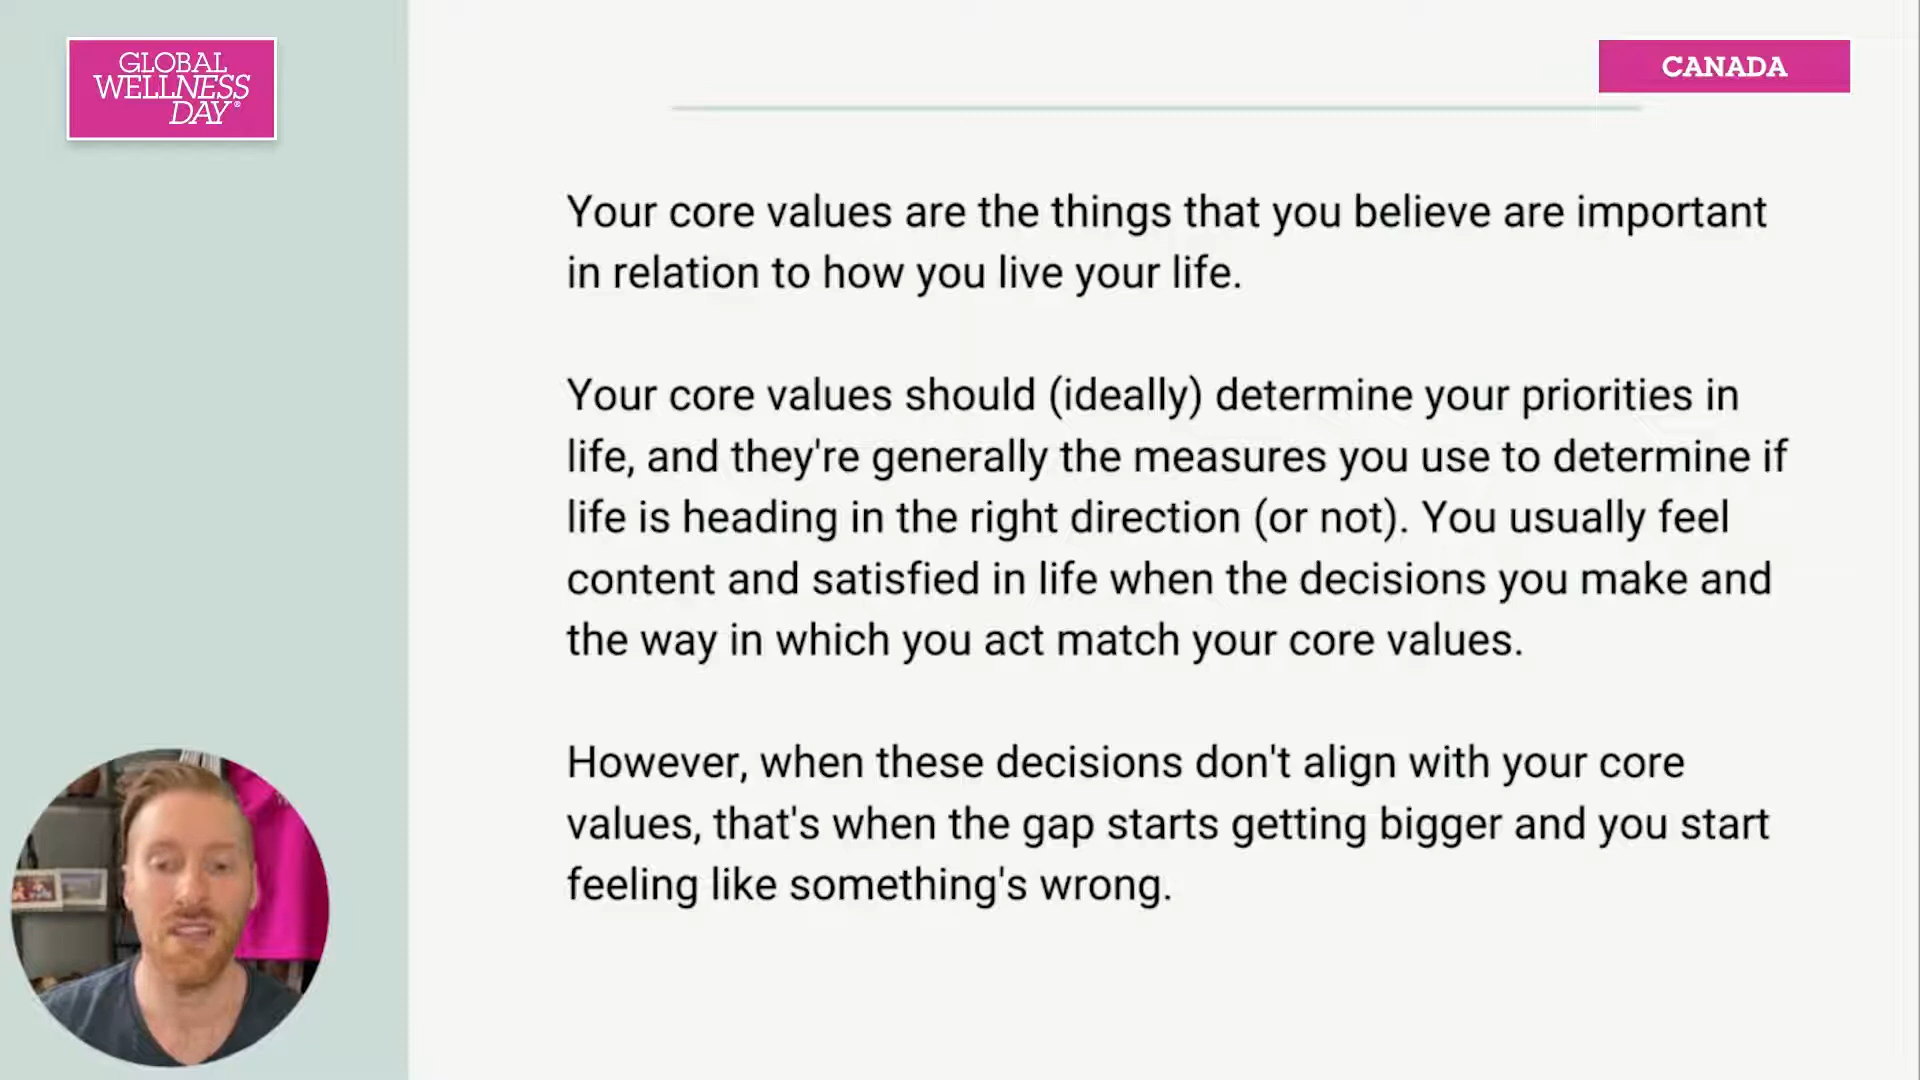 GLOBAL
WELLNESS
DAY®
CANADA
Your core values are the things that you believe are important
in relation to how you live your life.
Your core values should (ideally) determine your priorities in
life, and they're generally the measures you use to determine if
life is heading in the right direction (or not). You usually feel
content and satisfied in life when the decisions you make and
the way in which you act match your core values.
However, when these decisions don't align with your core
values, that's when the gap starts getting bigger and you start
feeling like something's wrong.